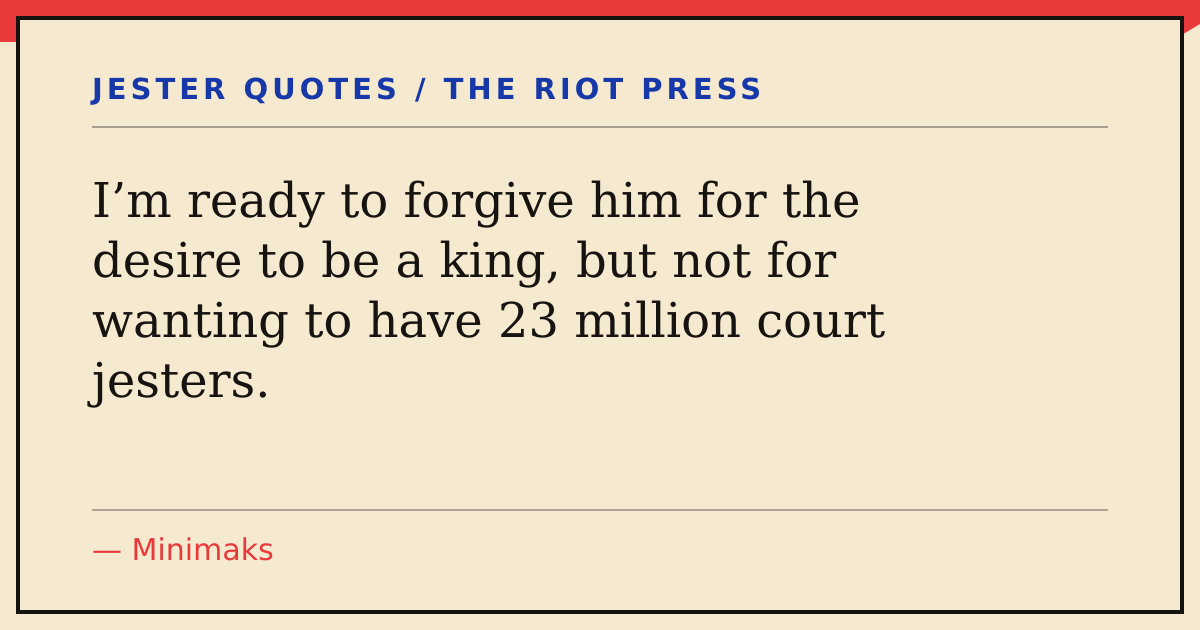 JESTER QUOTES / THE RIOT PRESS
I’m ready to forgive him for the
desire to be a king, but not for
wanting to have 23 million court
jesters.
— Minimaks